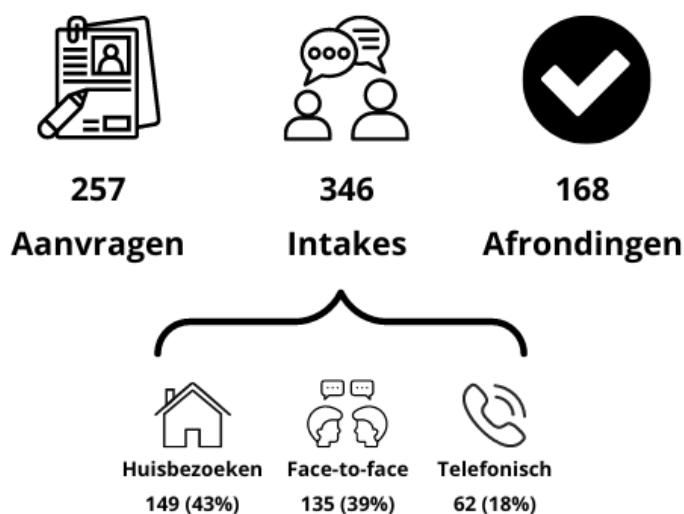 257
346
168
Aanvragen
Intakes
Afrondingen
Huisbezoeken
Face-to-face
Telefonisch
149 (43%)
135 (39%)
62 (18%)